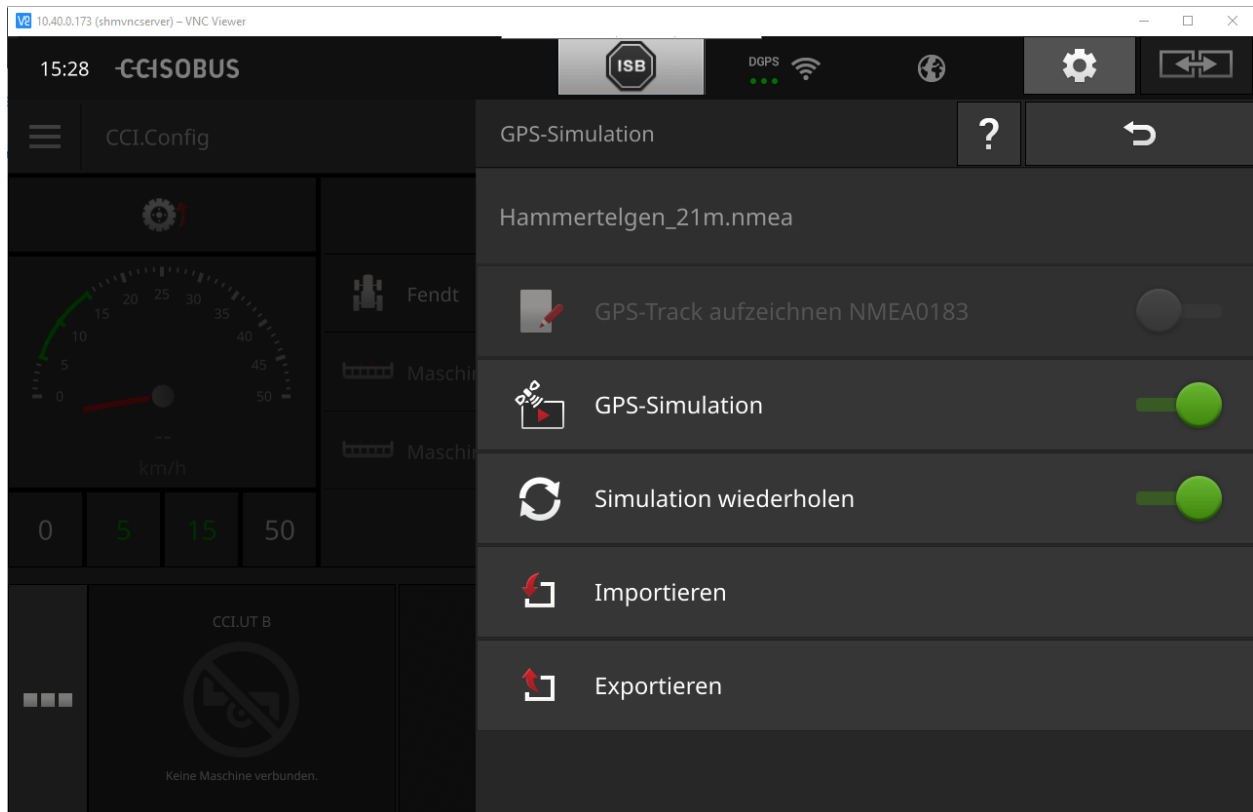 10.40.0.173 (shmvncserver) – VNC Viewer
15:28
CCISOBUS
ISB
DGPS
CCI.Config
GPS-Simulation
?
Hammertelgen_21m.nmea
GPS-Track aufzeichnen NMEA0183
GPS-Simulation
Simulation wiederholen
Importieren
Exportieren
0 5 10 15 20 25 30 35 40 45 50
--
km/h
Fendt
Maschin
Maschin
0 5 15 50
CCI.UT B
Keine Maschine verbunden.